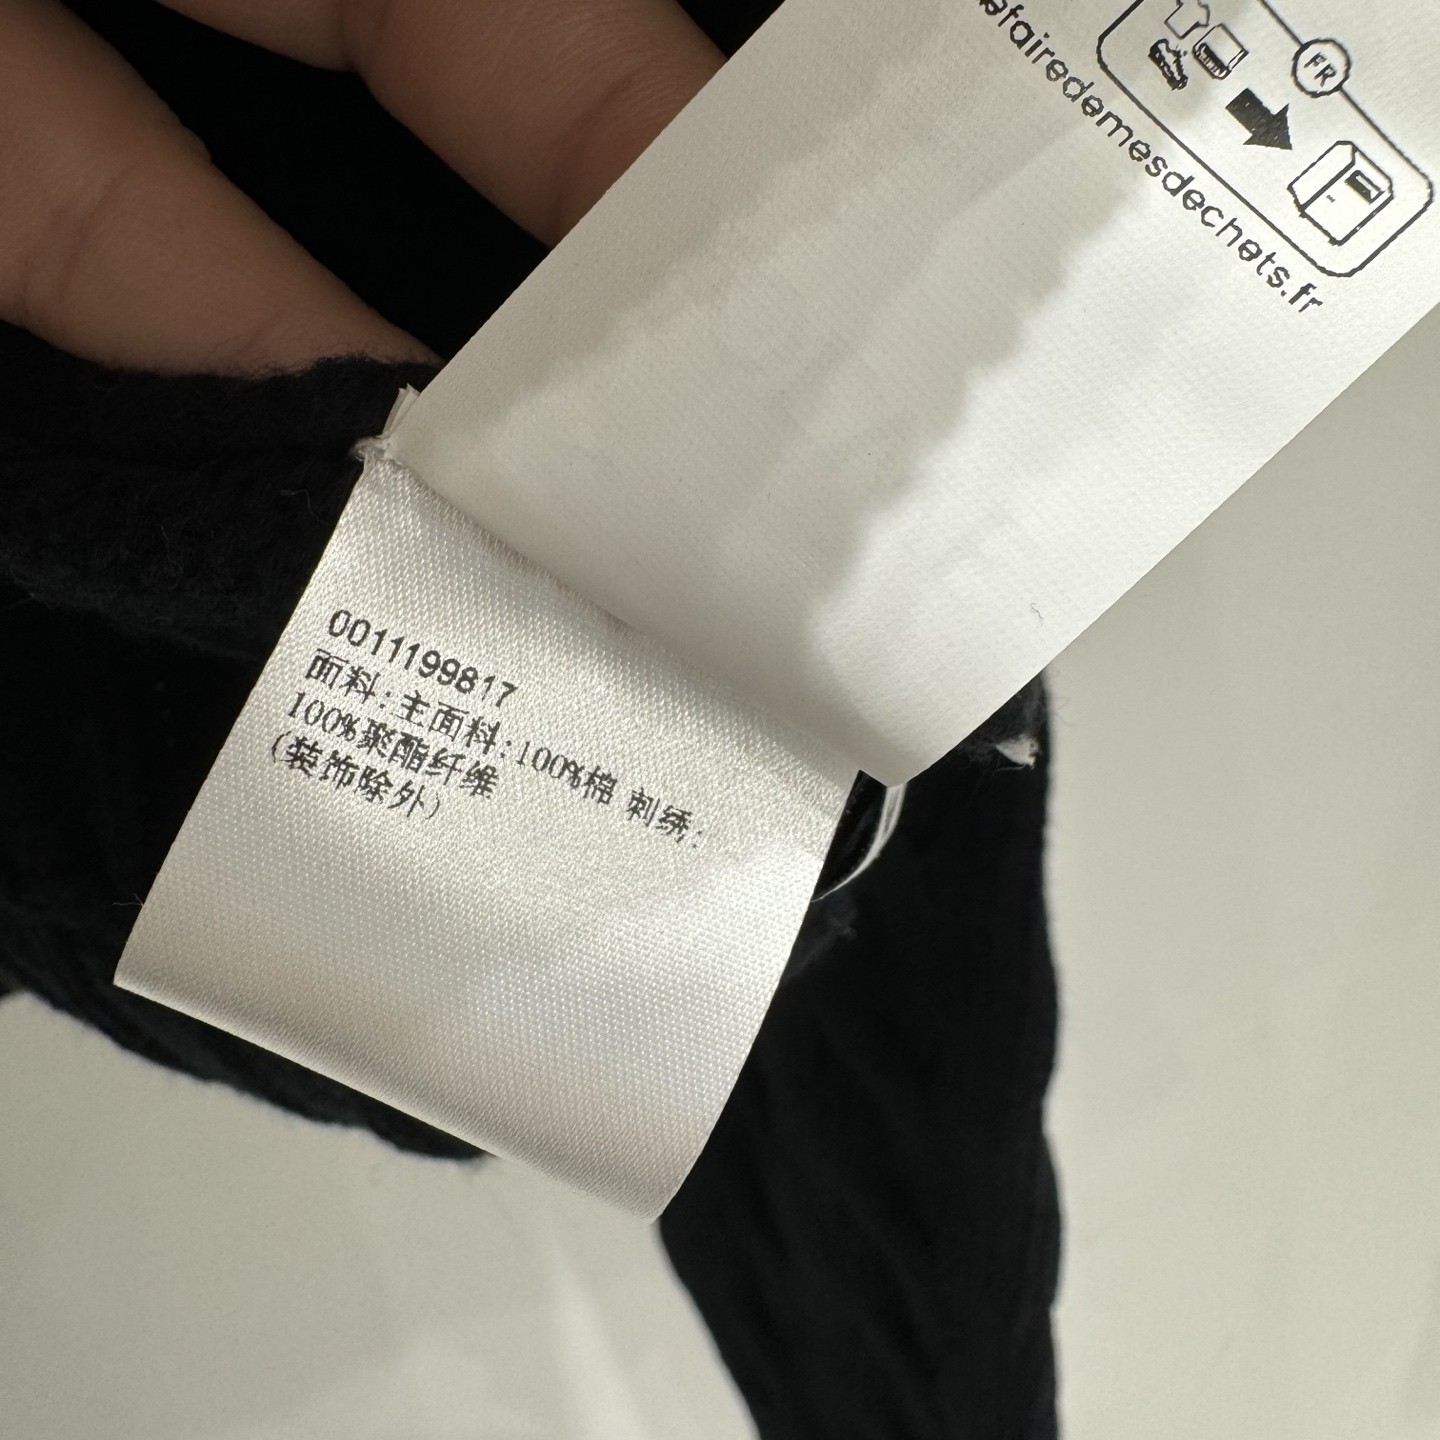 FR
efairedemesdechets.fr
0011199817
面料:主面料:100%棉 刺绣:
100%聚酯纤维
(装饰除外)